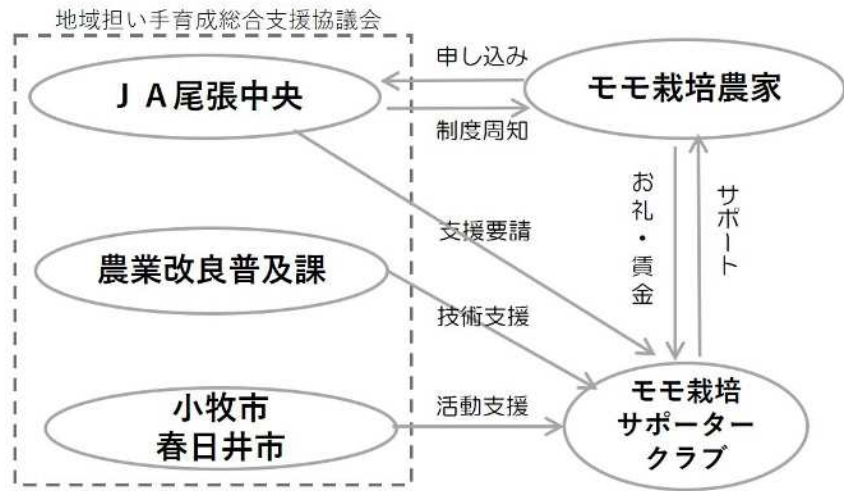 地域担い手育成総合支援協議会
ＪＡ尾張中央
申し込み
制度周知
モモ栽培農家
支援要請
お礼・賃金
サポート
農業改良普及課
技術支援
小牧市
春日井市
活動支援
モモ栽培
サポーター
クラブ